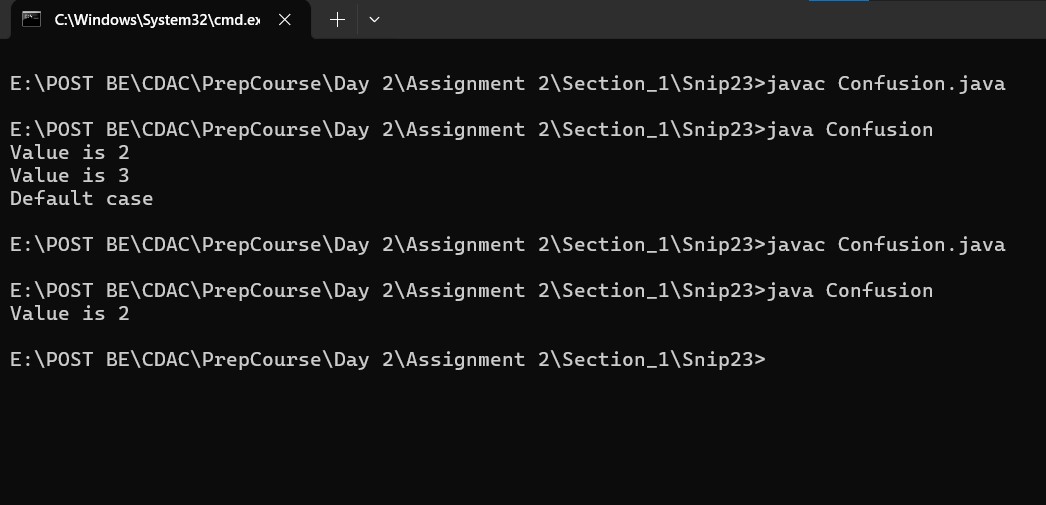 C:\Windows\System32\cmd.ex
E:\POST BE\CDAC\PrepCourse\Day 2\Assignment 2\Section_1\Snip23>javac Confusion.java
E:\POST BE\CDAC\PrepCourse\Day 2\Assignment 2\Section_1\Snip23>java Confusion
Value is 2
Value is 3
Default case
E:\POST BE\CDAC\PrepCourse\Day 2\Assignment 2\Section_1\Snip23>javac Confusion.java
E:\POST BE\CDAC\PrepCourse\Day 2\Assignment 2\Section_1\Snip23>java Confusion
Value is 2
E:\POST BE\CDAC\PrepCourse\Day 2\Assignment 2\Section_1\Snip23>